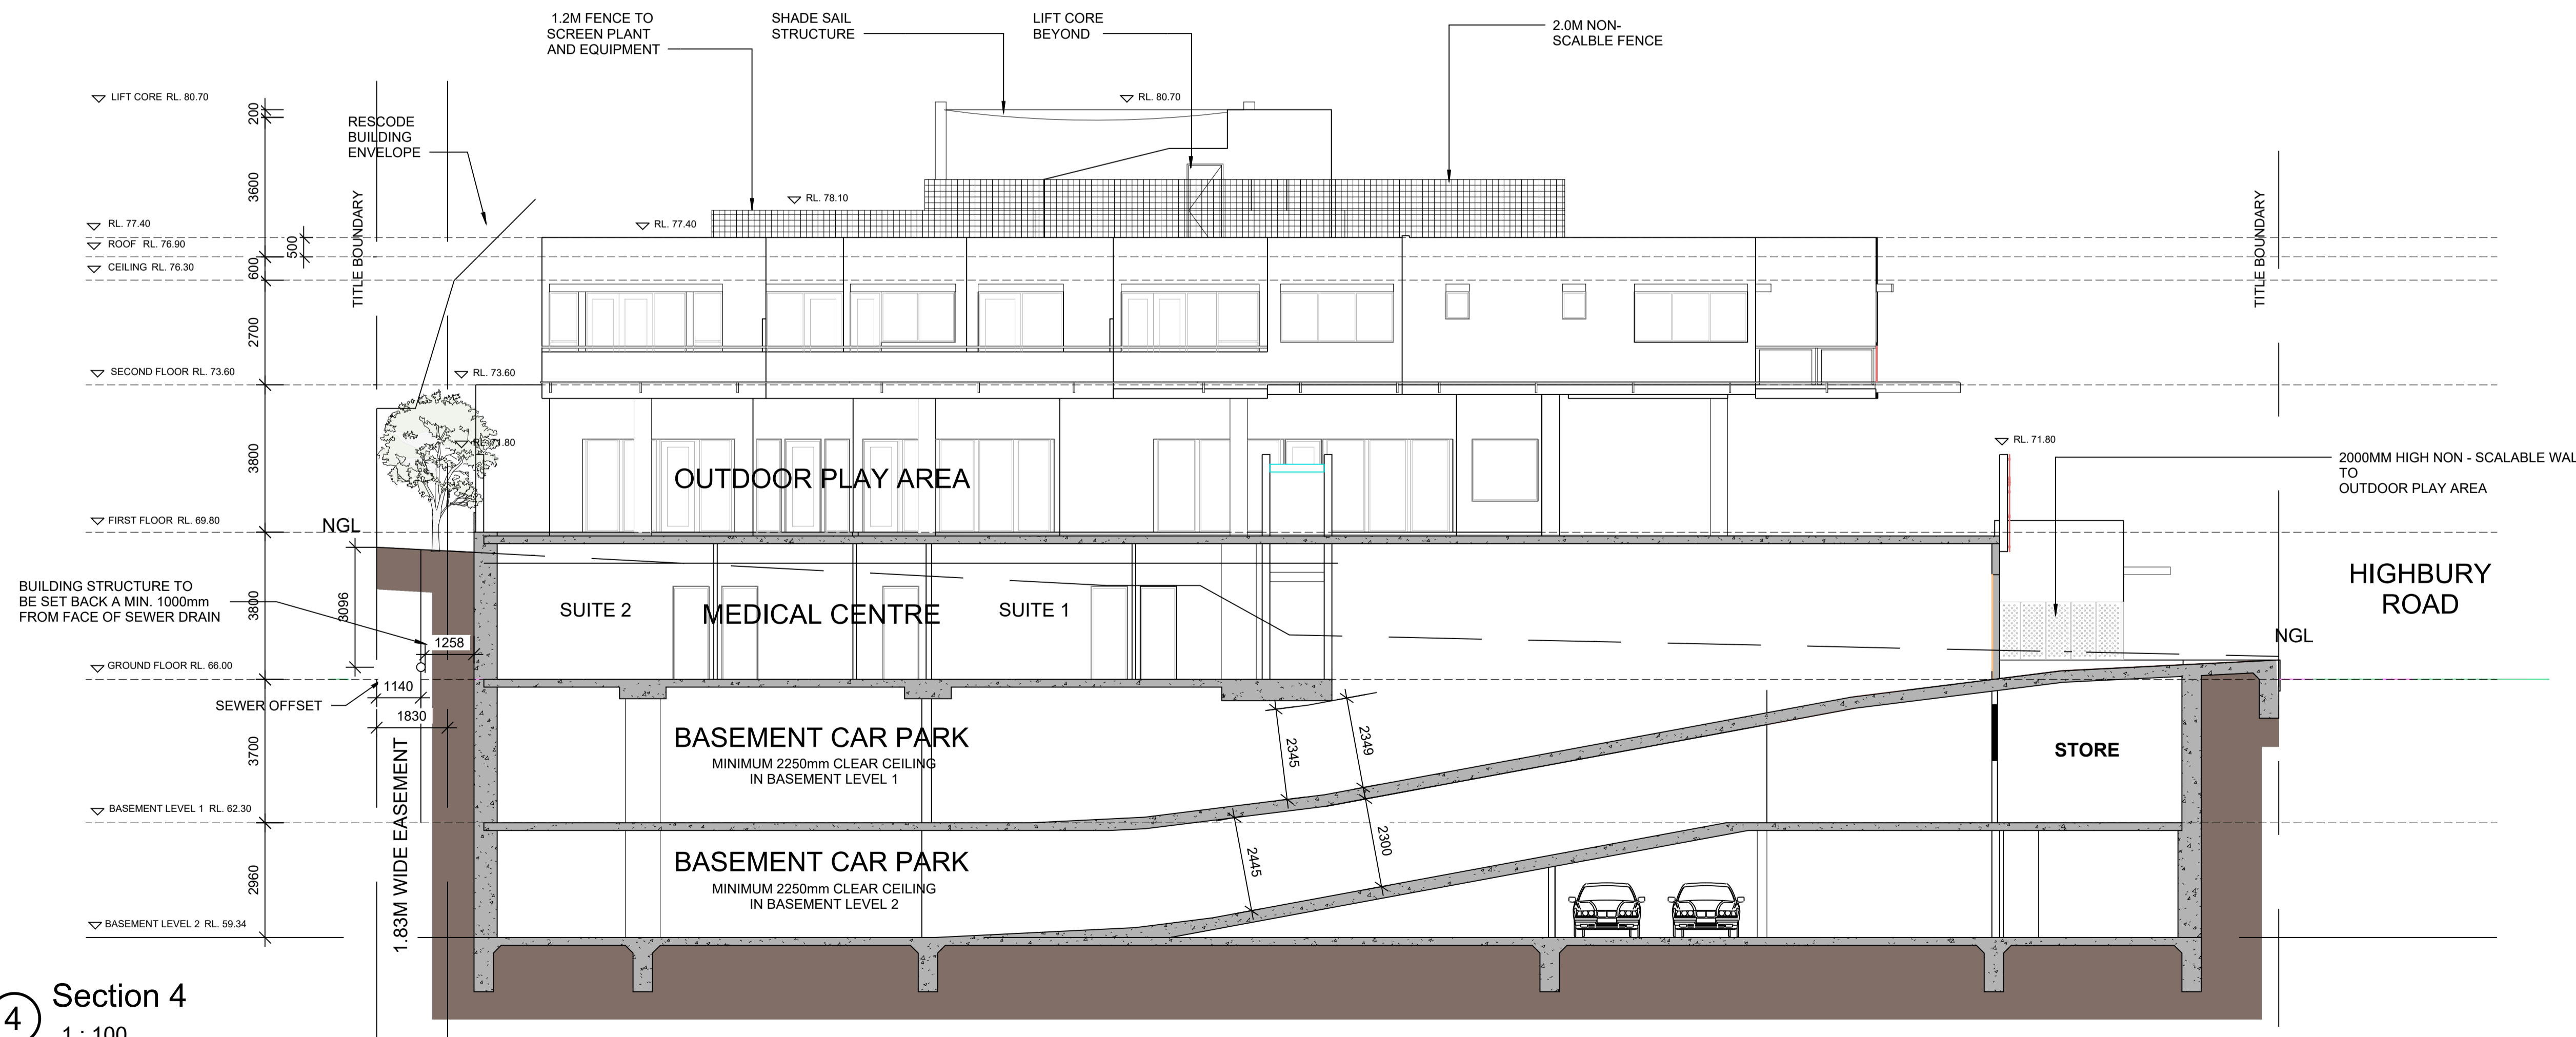 1.2M FENCE TO
SCREEN PLANT
AND EQUIPMENT
SHADE SAIL
STRUCTURE
LIFT CORE
BEYOND
2.0M NON-
SCALBLE FENCE
LIFT CORE RL. 80.70
RL. 80.70
200
RESCODE
BUILDING
ENVELOPE
3600
TITLE BOUNDARY
TITLE BOUNDARY
RL. 78.10
RL. 77.40
RL. 77.40
ROOF RL. 76.90
500
CEILING RL. 76.30
600
2700
SECOND FLOOR RL. 73.60
RL. 73.60
3800
RL. 71.80
RL. 71.80
2000MM HIGH NON - SCALABLE WAL
TO
OUTDOOR PLAY AREA
OUTDOOR PLAY AREA
FIRST FLOOR RL. 69.80
NGL
BUILDING STRUCTURE TO
BE SET BACK A MIN. 1000mm
FROM FACE OF SEWER DRAIN
3800
3096
1258
SUITE 2
MEDICAL CENTRE
SUITE 1
HIGHBURY
ROAD
NGL
GROUND FLOOR RL. 66.00
1140
SEWER OFFSET
1830
3700
BASEMENT CAR PARK
MINIMUM 2250mm CLEAR CEILING
IN BASEMENT LEVEL 1
2345
2349
STORE
BASEMENT LEVEL 1 RL. 62.30
1.83M WIDE EASEMENT
2960
BASEMENT CAR PARK
MINIMUM 2250mm CLEAR CEILING
IN BASEMENT LEVEL 2
2445
2300
BASEMENT LEVEL 2 RL. 59.34
4
Section 4
1 : 100